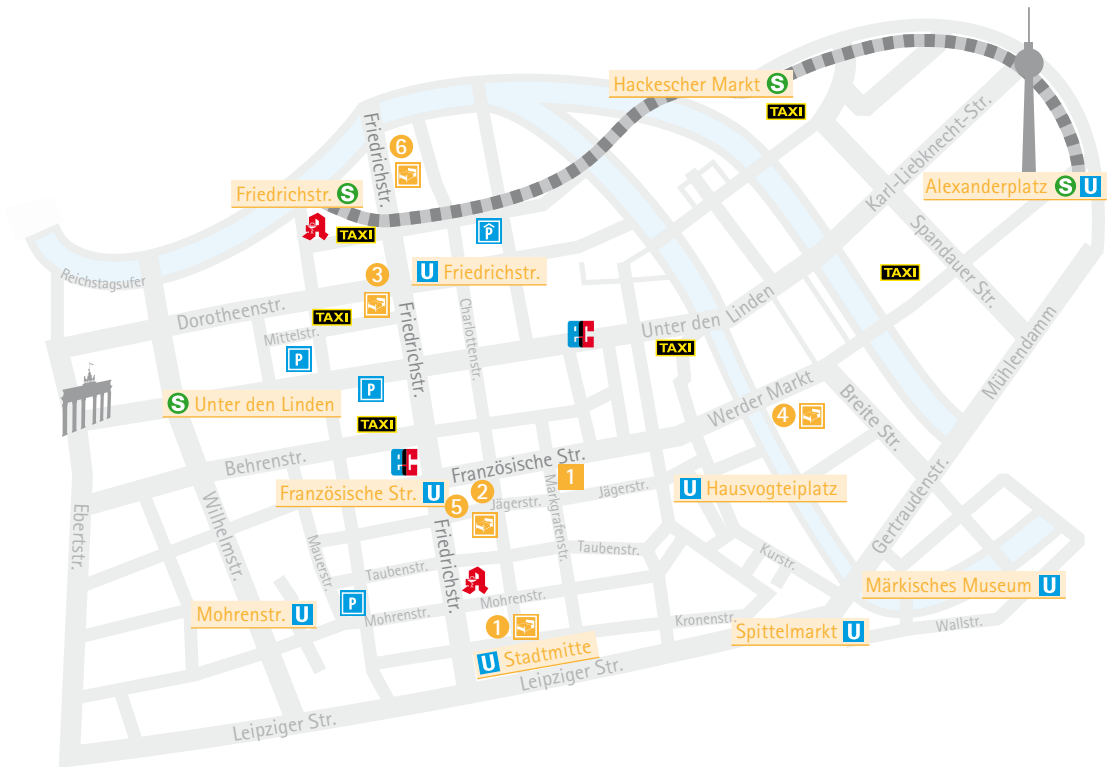 Hackescher Markt S
TAXI
Karl-Liebknecht-Str.
Friedrichstr.
6
Alexanderplatz S U
Friedrichstr. S
TAXI
P
Spandauer Str.
Reichstagsufer
3
U Friedrichstr.
TAXI
Dorotheenstr.
TAXI
Mittelstr.
Friedrichstr.
Charlottenstr.
Unter den Linden
Mühlendamm
TAXI
P
P
EC
S Unter den Linden
TAXI
Werder Markt
4
Breite Str.
Behrenstr.
EC
Französische Str.
1
Französische Str. U
5
2
Jägerstr.
Markgrafenstr.
Jägerstr.
U Hausvogteiplatz
Ebertstr.
Wilhelmstr.
Mauerstr.
Friedrichstr.
Gertraudenstr.
Taubenstr.
Taubenstr.
Kurstr.
Märkisches Museum U
Mohrenstr. U
P
Mohrenstr.
Mohrenstr.
1
Kronenstr.
Spittelmarkt U
Wallstr.
U Stadtmitte
Leipziger Str.
Leipziger Str.